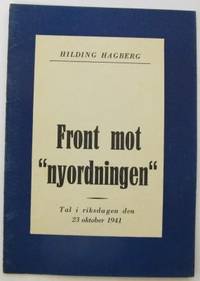 HILDING HAGBERG
Front mot
“nyordningen“
Tal i riksdagen den
23 oktober 1941